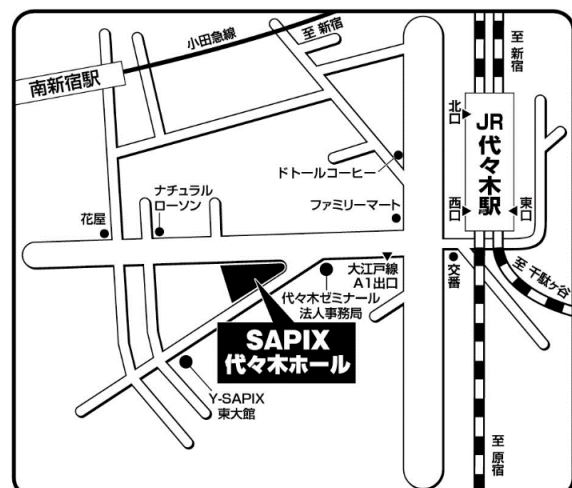 小田急線
至 新宿
南新宿駅
至 新宿
北口
JR代々木駅
ドトールコーヒー
ナチュラル
ローソン
ファミリーマート
花屋
西口
東口
大江戸線
A1出口
交番
至 千駄ヶ谷
代々木ゼミナール
法人事務局
SAPIX
代々木ホール
Y-SAPIX
東大館
至 原宿